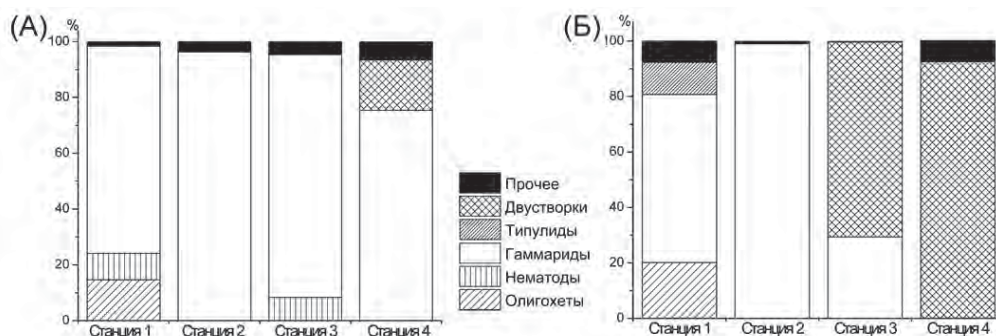 (А)
%
100
80
60
40
20
0
Станция 1 Станция 2 Станция 3 Станция 4
Прочее
Двустворки
Типулиды
Гаммариды
Нематоды
Олигохеты
(Б)
%
100
80
60
40
20
0
Станция 1 Станция 2 Станция 3 Станция 4